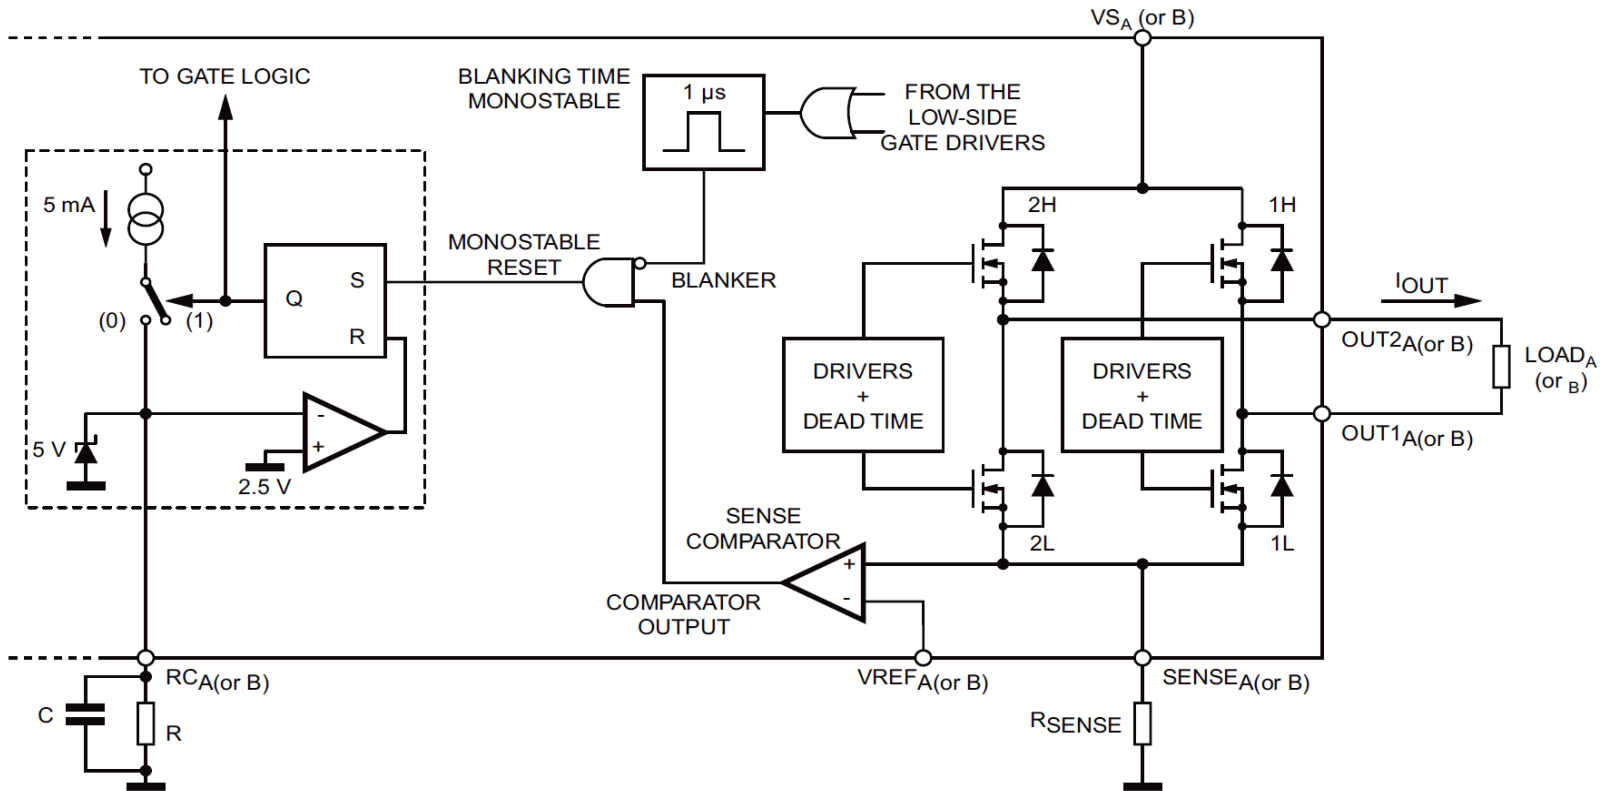 VSA (or B)
TO GATE LOGIC
BLANKING TIME
MONOSTABLE
1 µs
FROM THE
LOW-SIDE
GATE DRIVERS
5 mA
2H
1H
MONOSTABLE
RESET
BLANKER
S
Q
R
(0)
(1)
IOUT
OUT2A(or B)
LOADA
(or B)
OUT1A(or B)
DRIVERS
+
DEAD TIME
DRIVERS
+
DEAD TIME
-
+
5 V
2.5 V
SENSE
COMPARATOR
2L
1L
+
-
COMPARATOR
OUTPUT
RCA(or B)
VREFA(or B)
SENSEA(or B)
C
R
RSENSE